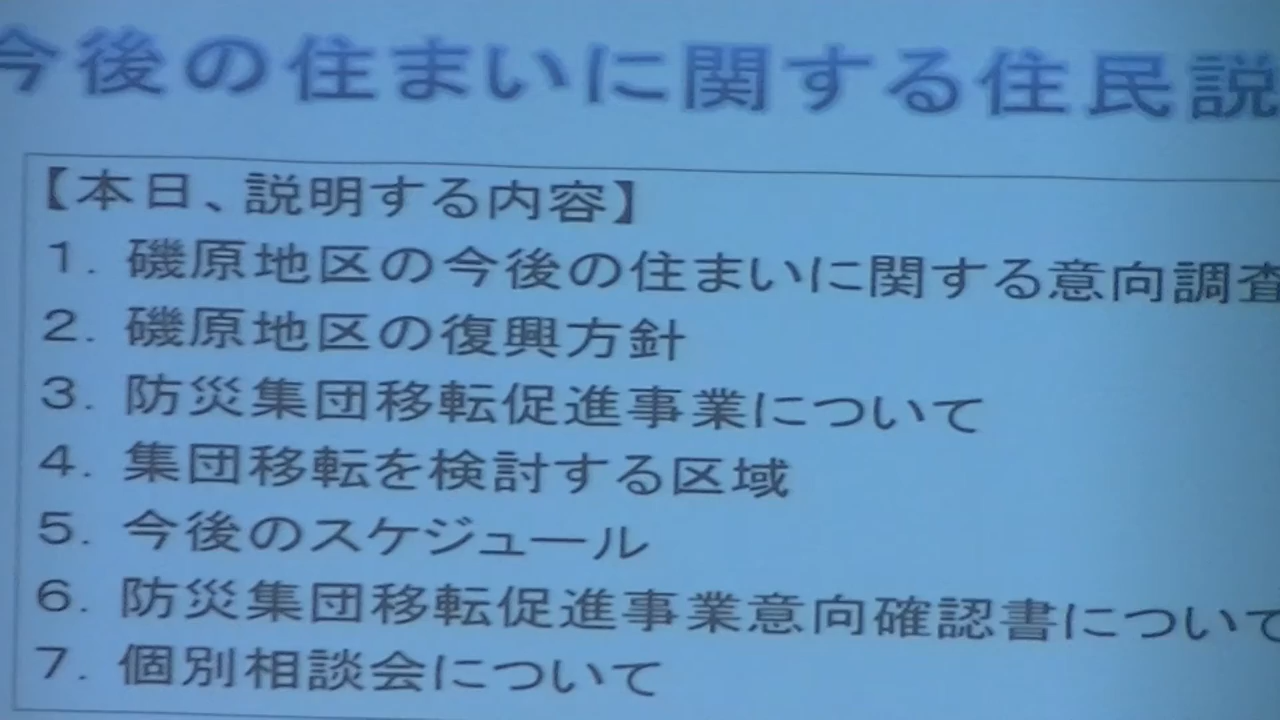 今後の住まいに関する住民説
【本日、説明する内容】
1. 磯原地区の今後の住まいに関する意向調査
2. 磯原地区の復興方針
3. 防災集団移転促進事業について
4. 集団移転を検討する区域
5. 今後のスケジュール
6. 防災集団移転促進事業意向確認書について
7. 個別相談会について